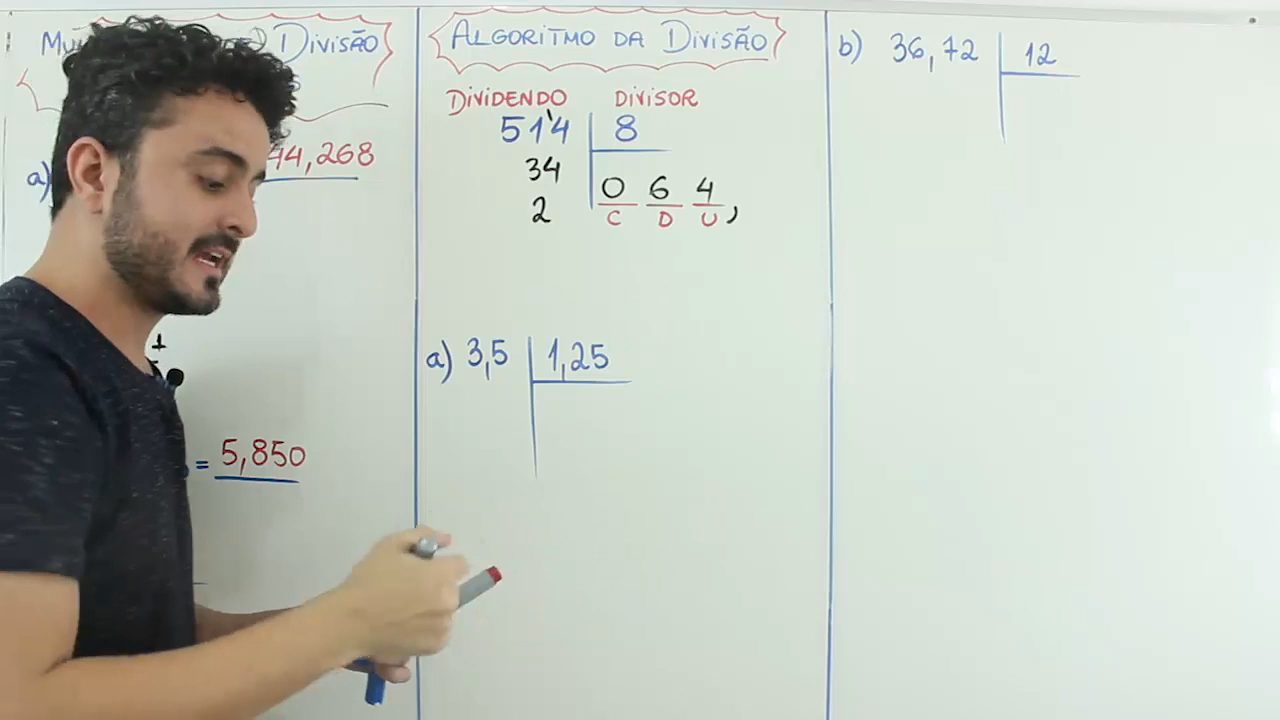 Divisão
44,268
a)
= 5,850
Algoritmo da Divisão
Dividendo Divisor
514 8
34 0 6 4 ,
2 C D U
a) 3,5 1,25
b) 36,72 12